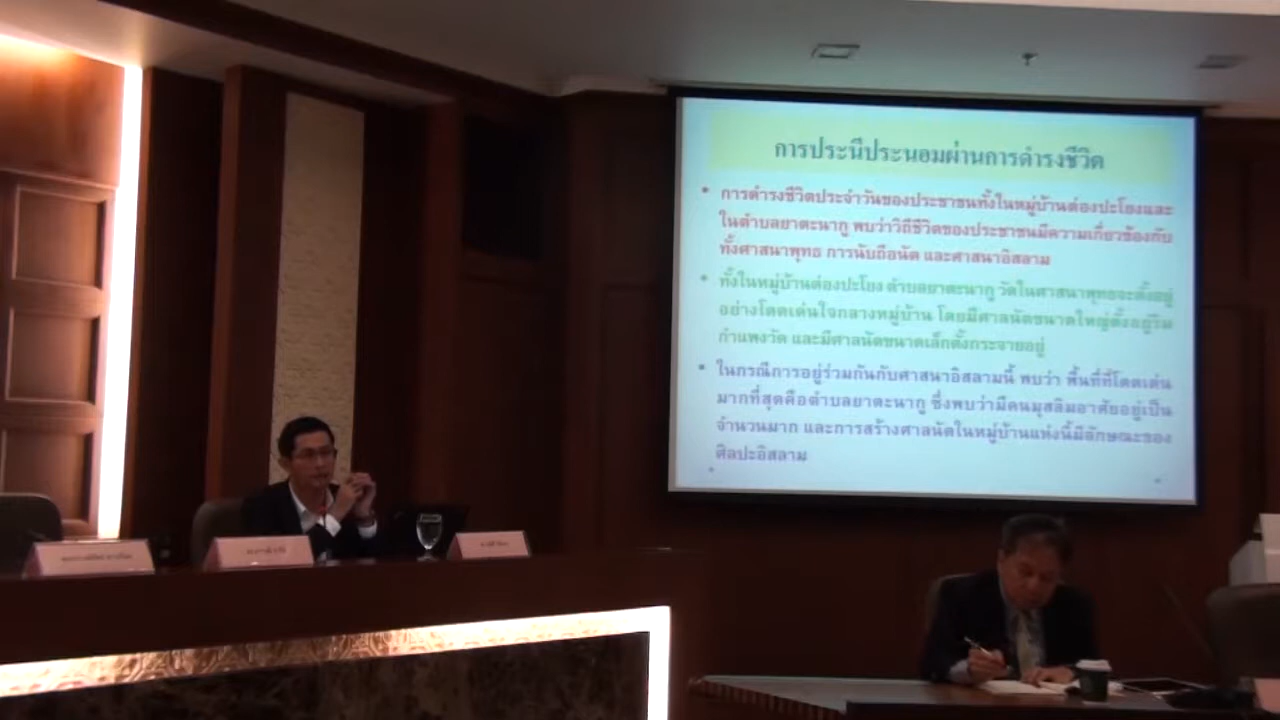 การประนีประนอมผ่านการดำรงชีวิต
• การดำรงชีวิตประจำวันของประชาชนทั้งในหมู่บ้านต่องปะโยงและ
ในตำบลยาตะนากู พบว่าวิถีชีวิตของประชาชนมีความเกี่ยวข้องกับ
ทั้งศาสนาพุทธ การนับถือนัต และศาสนาอิสลาม
• ทั้งในหมู่บ้านต่องปะโยง ตำบลยาตะนากู วัดในศาสนาพุทธจะตั้งอยู่
อย่างโดดเด่นใจกลางหมู่บ้าน โดยมีศาลนัตขนาดใหญ่ตั้งอยู่ริม
กำแพงวัด และมีศาลนัตขนาดเล็กตั้งกระจายอยู่
• ในกรณีการอยู่ร่วมกันกับศาสนาอิสลามนี้ พบว่า พื้นที่ที่โดดเด่น
มากที่สุดคือตำบลยาตะนากู ซึ่งพบว่ามีคนมุสลิมอาศัยอยู่เป็น
จำนวนมาก และการสร้างศาลนัตในหมู่บ้านแห่งนี้มีลักษณะของ
ศิลปะอิสลาม
•